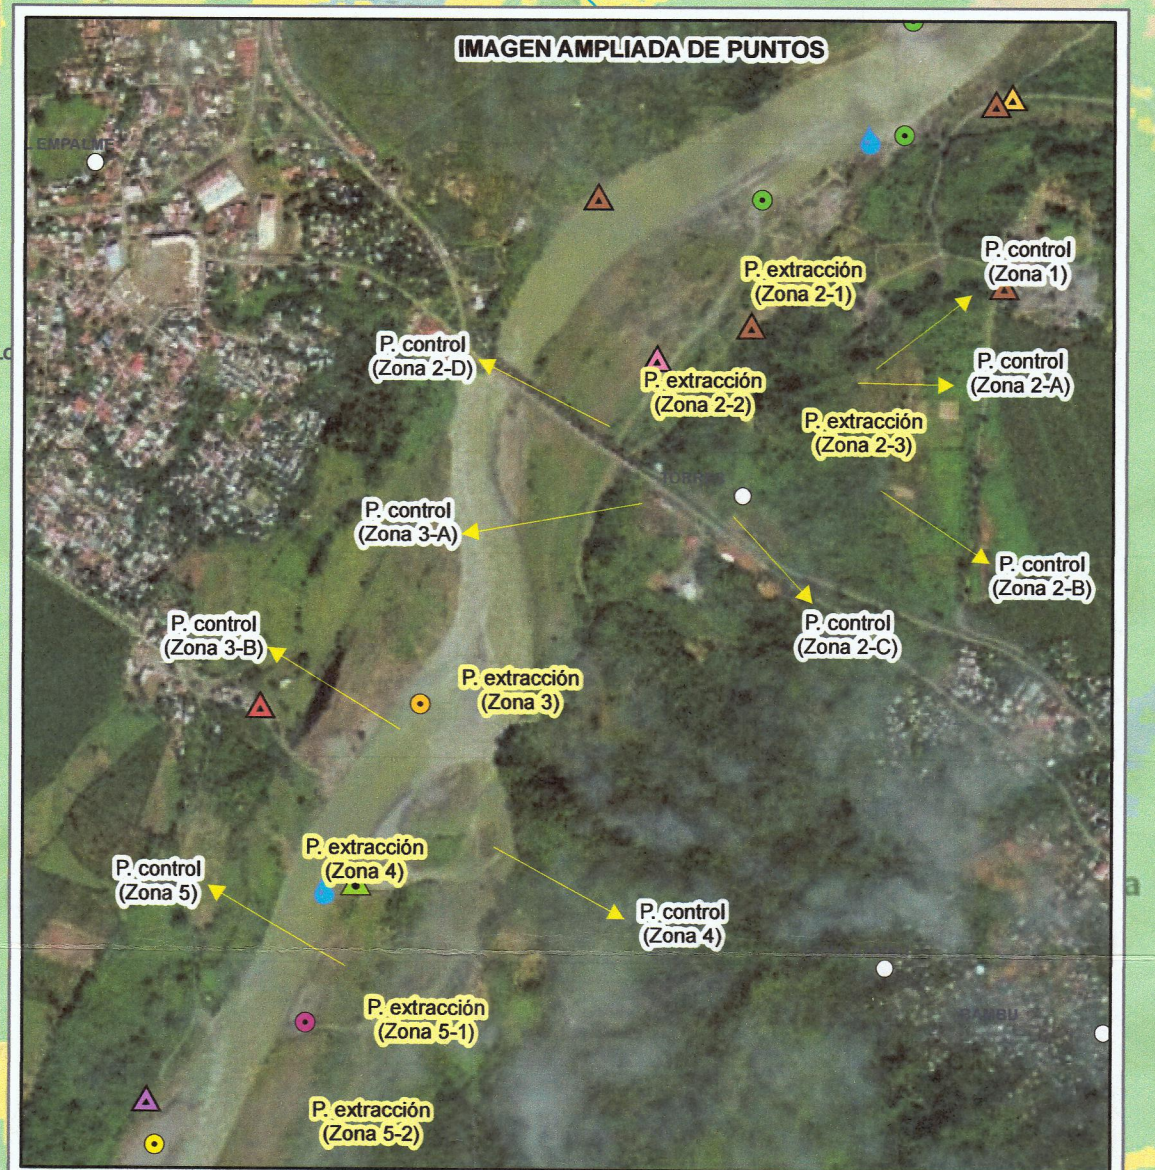 IMAGEN AMPLIADA DE PUNTOS
EMPALME
P. control
(Zona 1)
P. extracción
(Zona 2-1)
P. control
(Zona 2-D)
P. control
(Zona 2-A)
P. extracción
(Zona 2-2)
P. extracción
(Zona 2-3)
P. control
(Zona 3-A)
P. control
(Zona 2-B)
P. control
(Zona 3-B)
P. control
(Zona 2-C)
P. extracción
(Zona 3)
P. extracción
(Zona 4)
P. control
(Zona 5)
P. control
(Zona 4)
P. extracción
(Zona 5-1)
BAMBU
P. extracción
(Zona 5-2)